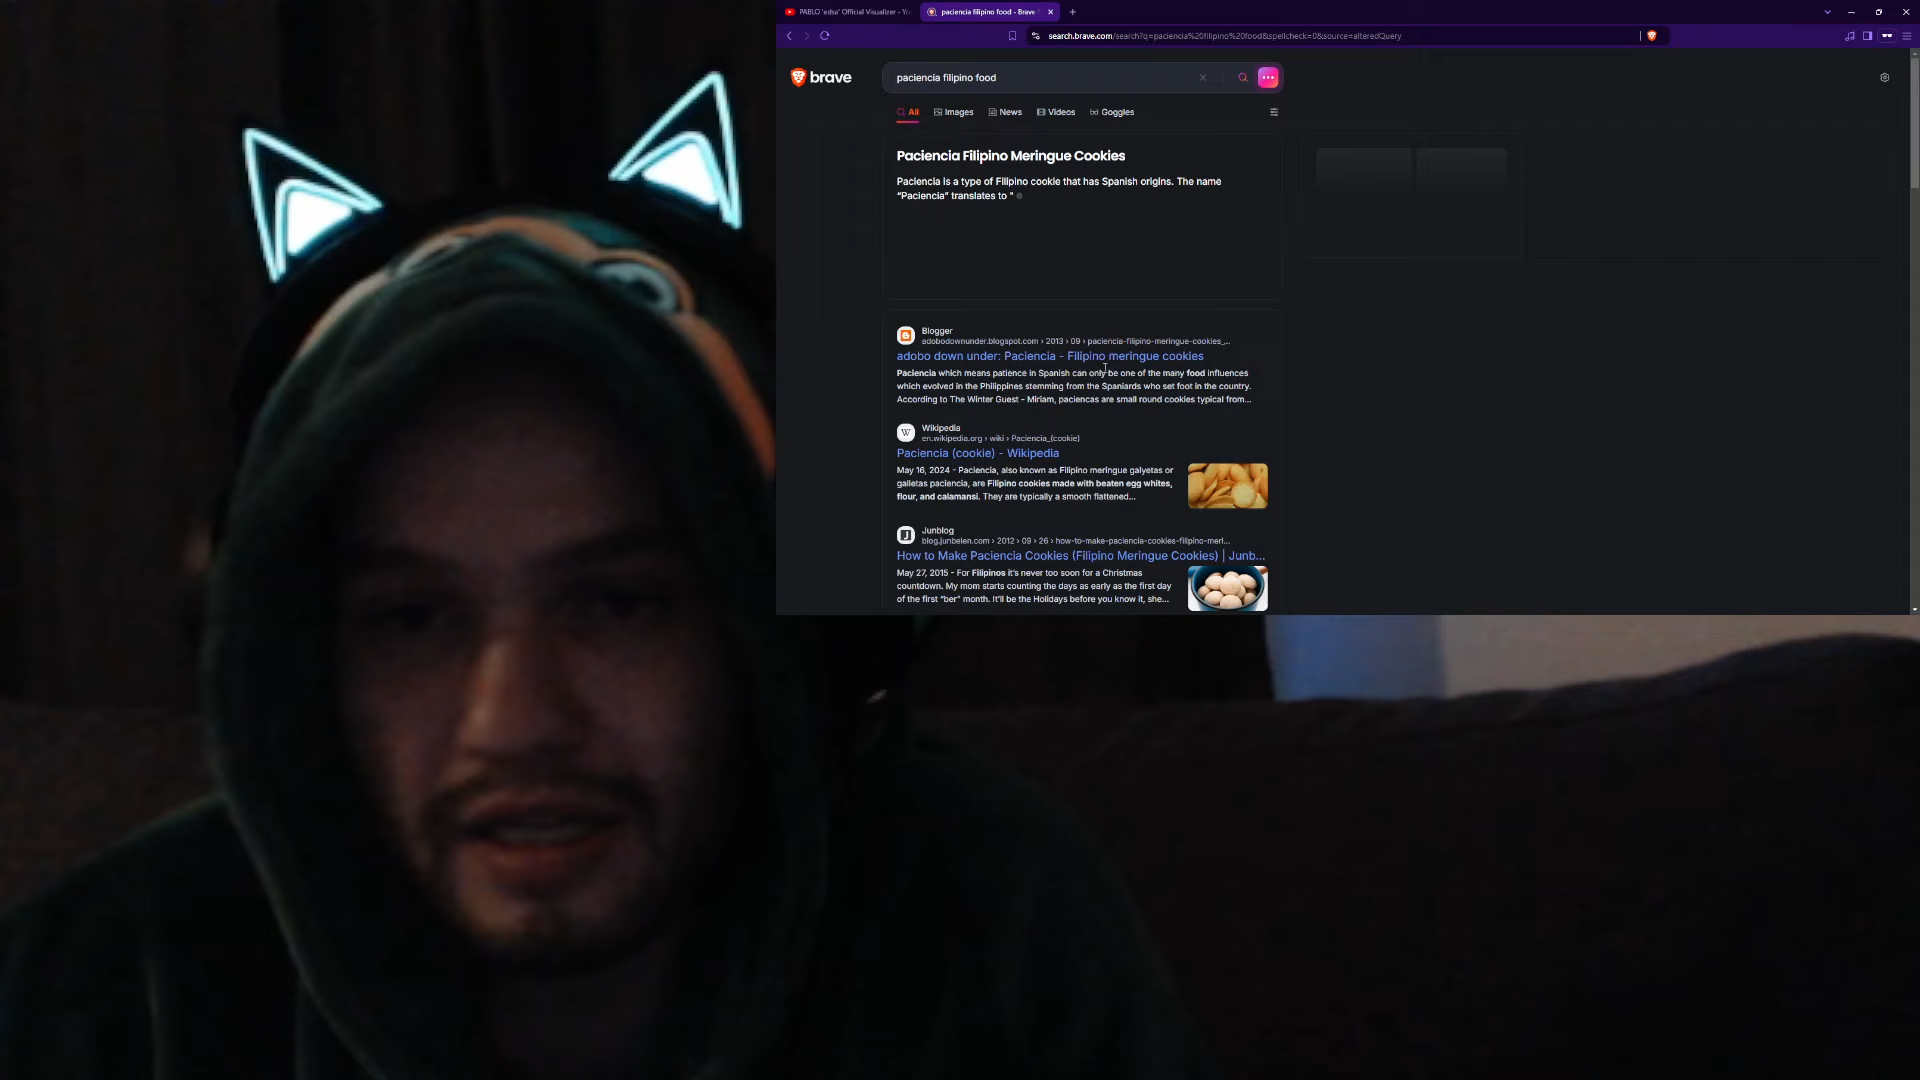 PABLO 'edsa' Official Visualizer - Yo
paciencia filipino food - Brave S
search.brave.com/search?q=paciencia%20filipino%20food&spellcheck=0&source=alteredQuery
brave
paciencia filipino food
All
Images
News
Videos
Goggles
Paciencia Filipino Meringue Cookies
Paciencia is a type of Filipino cookie that has Spanish origins. The name
“Paciencia” translates to "
Blogger
adobodownunder.blogspot.com › 2013 › 09 › paciencia-filipino-meringue-cookies_...
adobo down under: Paciencia - Filipino meringue cookies
Paciencia which means patience in Spanish can only be one of the many food influences
which evolved in the Philippines stemming from the Spaniards who set foot in the country.
According to The Winter Guest - Miriam, paciencas are small round cookies typical from...
W
Wikipedia
en.wikipedia.org › wiki › Paciencia_(cookie)
Paciencia (cookie) - Wikipedia
May 16, 2024 - Paciencia, also known as Filipino meringue galyetas or
galletas paciencia, are Filipino cookies made with beaten egg whites,
flour, and calamansi. They are typically a smooth flattened...
J
Junblog
blog.junbelen.com › 2012 › 09 › 26 › how-to-make-paciencia-cookies-filipino-meri...
How to Make Paciencia Cookies (Filipino Meringue Cookies) | Junb...
May 27, 2015 - For Filipinos it’s never too soon for a Christmas
countdown. My mom starts counting the days as early as the first day
of the first “ber” month. It’ll be the Holidays before you know it, she...